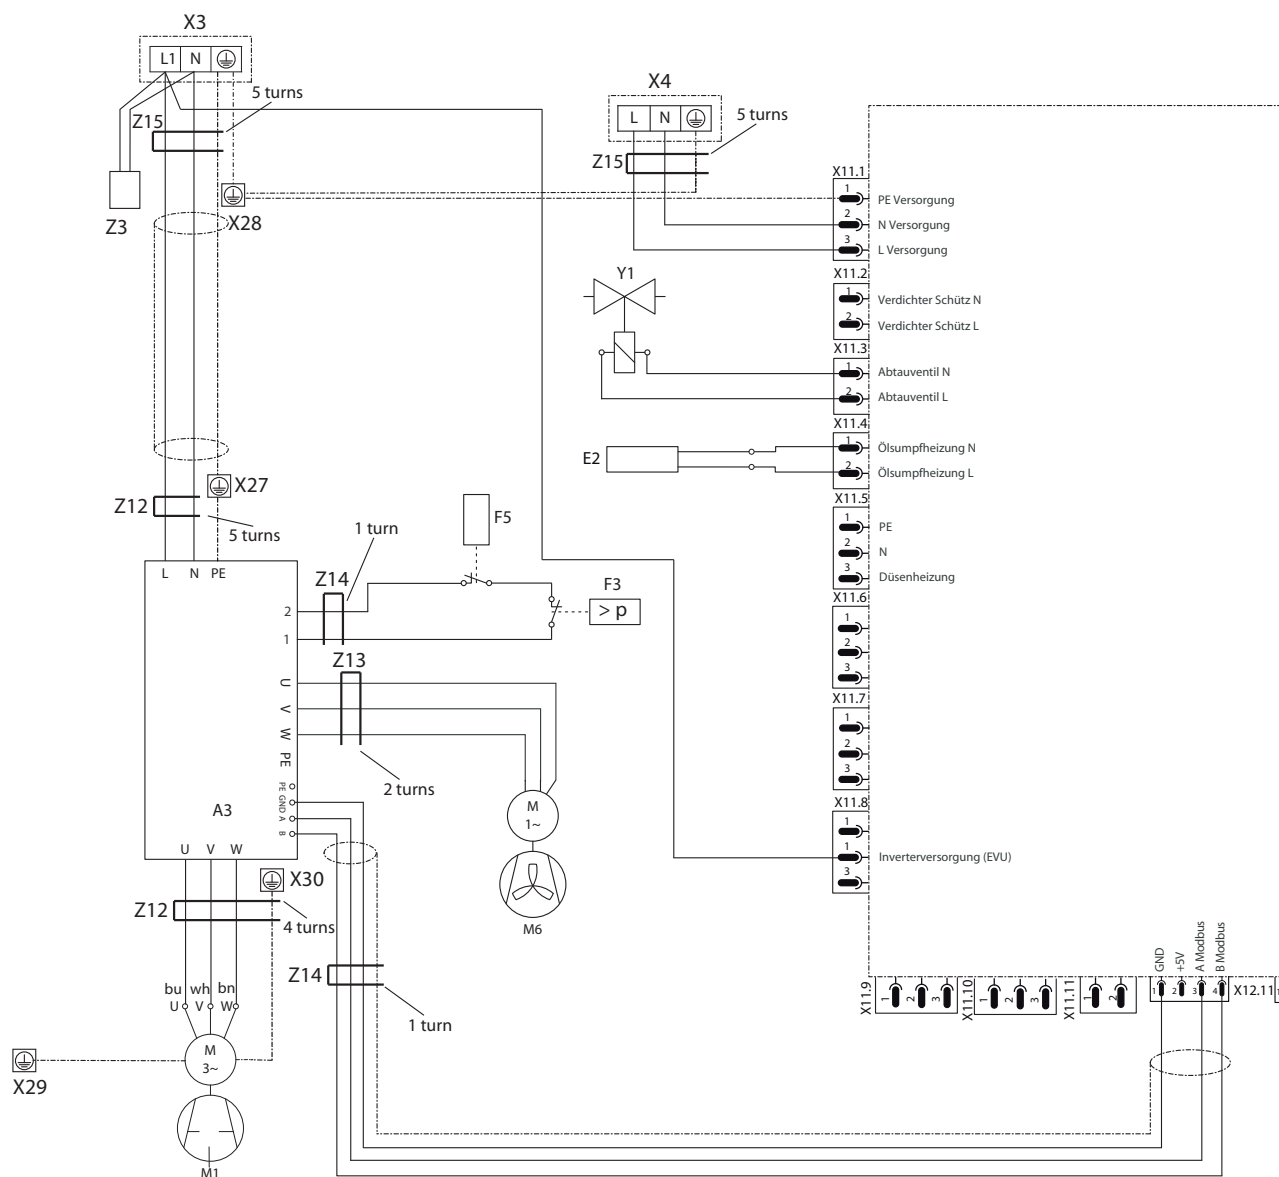 X3
L1 N
5 turns
Z15
Z3
X28
X4
L N
5 turns
Z15
X11.1
1 PE Versorgung
2 N Versorgung
3 L Versorgung
X11.2
1 Verdichter Schütz N
2 Verdichter Schütz L
Y1
X11.3
1 Abtauventil N
2 Abtauventil L
X11.4
E2
1 Ölsumpfheizung N
2 Ölsumpfheizung L
X11.5
1 PE
2 N
3 Düsenheizung
X11.6
1
2
3
X11.7
1
2
3
X11.8
1
1 Inverterversorgung (EVU)
3
X27
Z12
5 turns
L N PE
1 turn
F5
Z14
F3
> p
2
1
Z13
U
V
W
PE
2 turns
PE
GND
A
B
A3
U V W
M
1~
M6
X30
Z12
4 turns
Z14
1 turn
bu wh bn
U V W
M
3~
X29
M1
X11.9
1 2 3
X11.10
1 2 3
X11.11
1 2
GND
+5V
A Modbus
B Modbus
1 2 3 4
X12.11
1